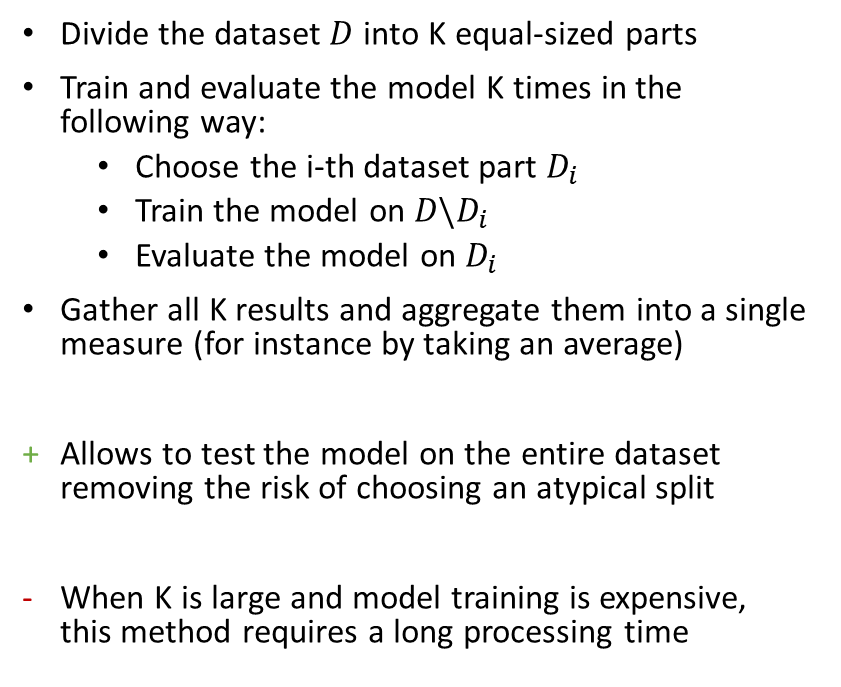 • Divide the dataset D into K equal-sized parts
• Train and evaluate the model K times in the
following way:
• Choose the i-th dataset part Dᵢ
• Train the model on D\Dᵢ
• Evaluate the model on Dᵢ
• Gather all K results and aggregate them into a single
measure (for instance by taking an average)
+ Allows to test the model on the entire dataset
removing the risk of choosing an atypical split
- When K is large and model training is expensive,
this method requires a long processing time